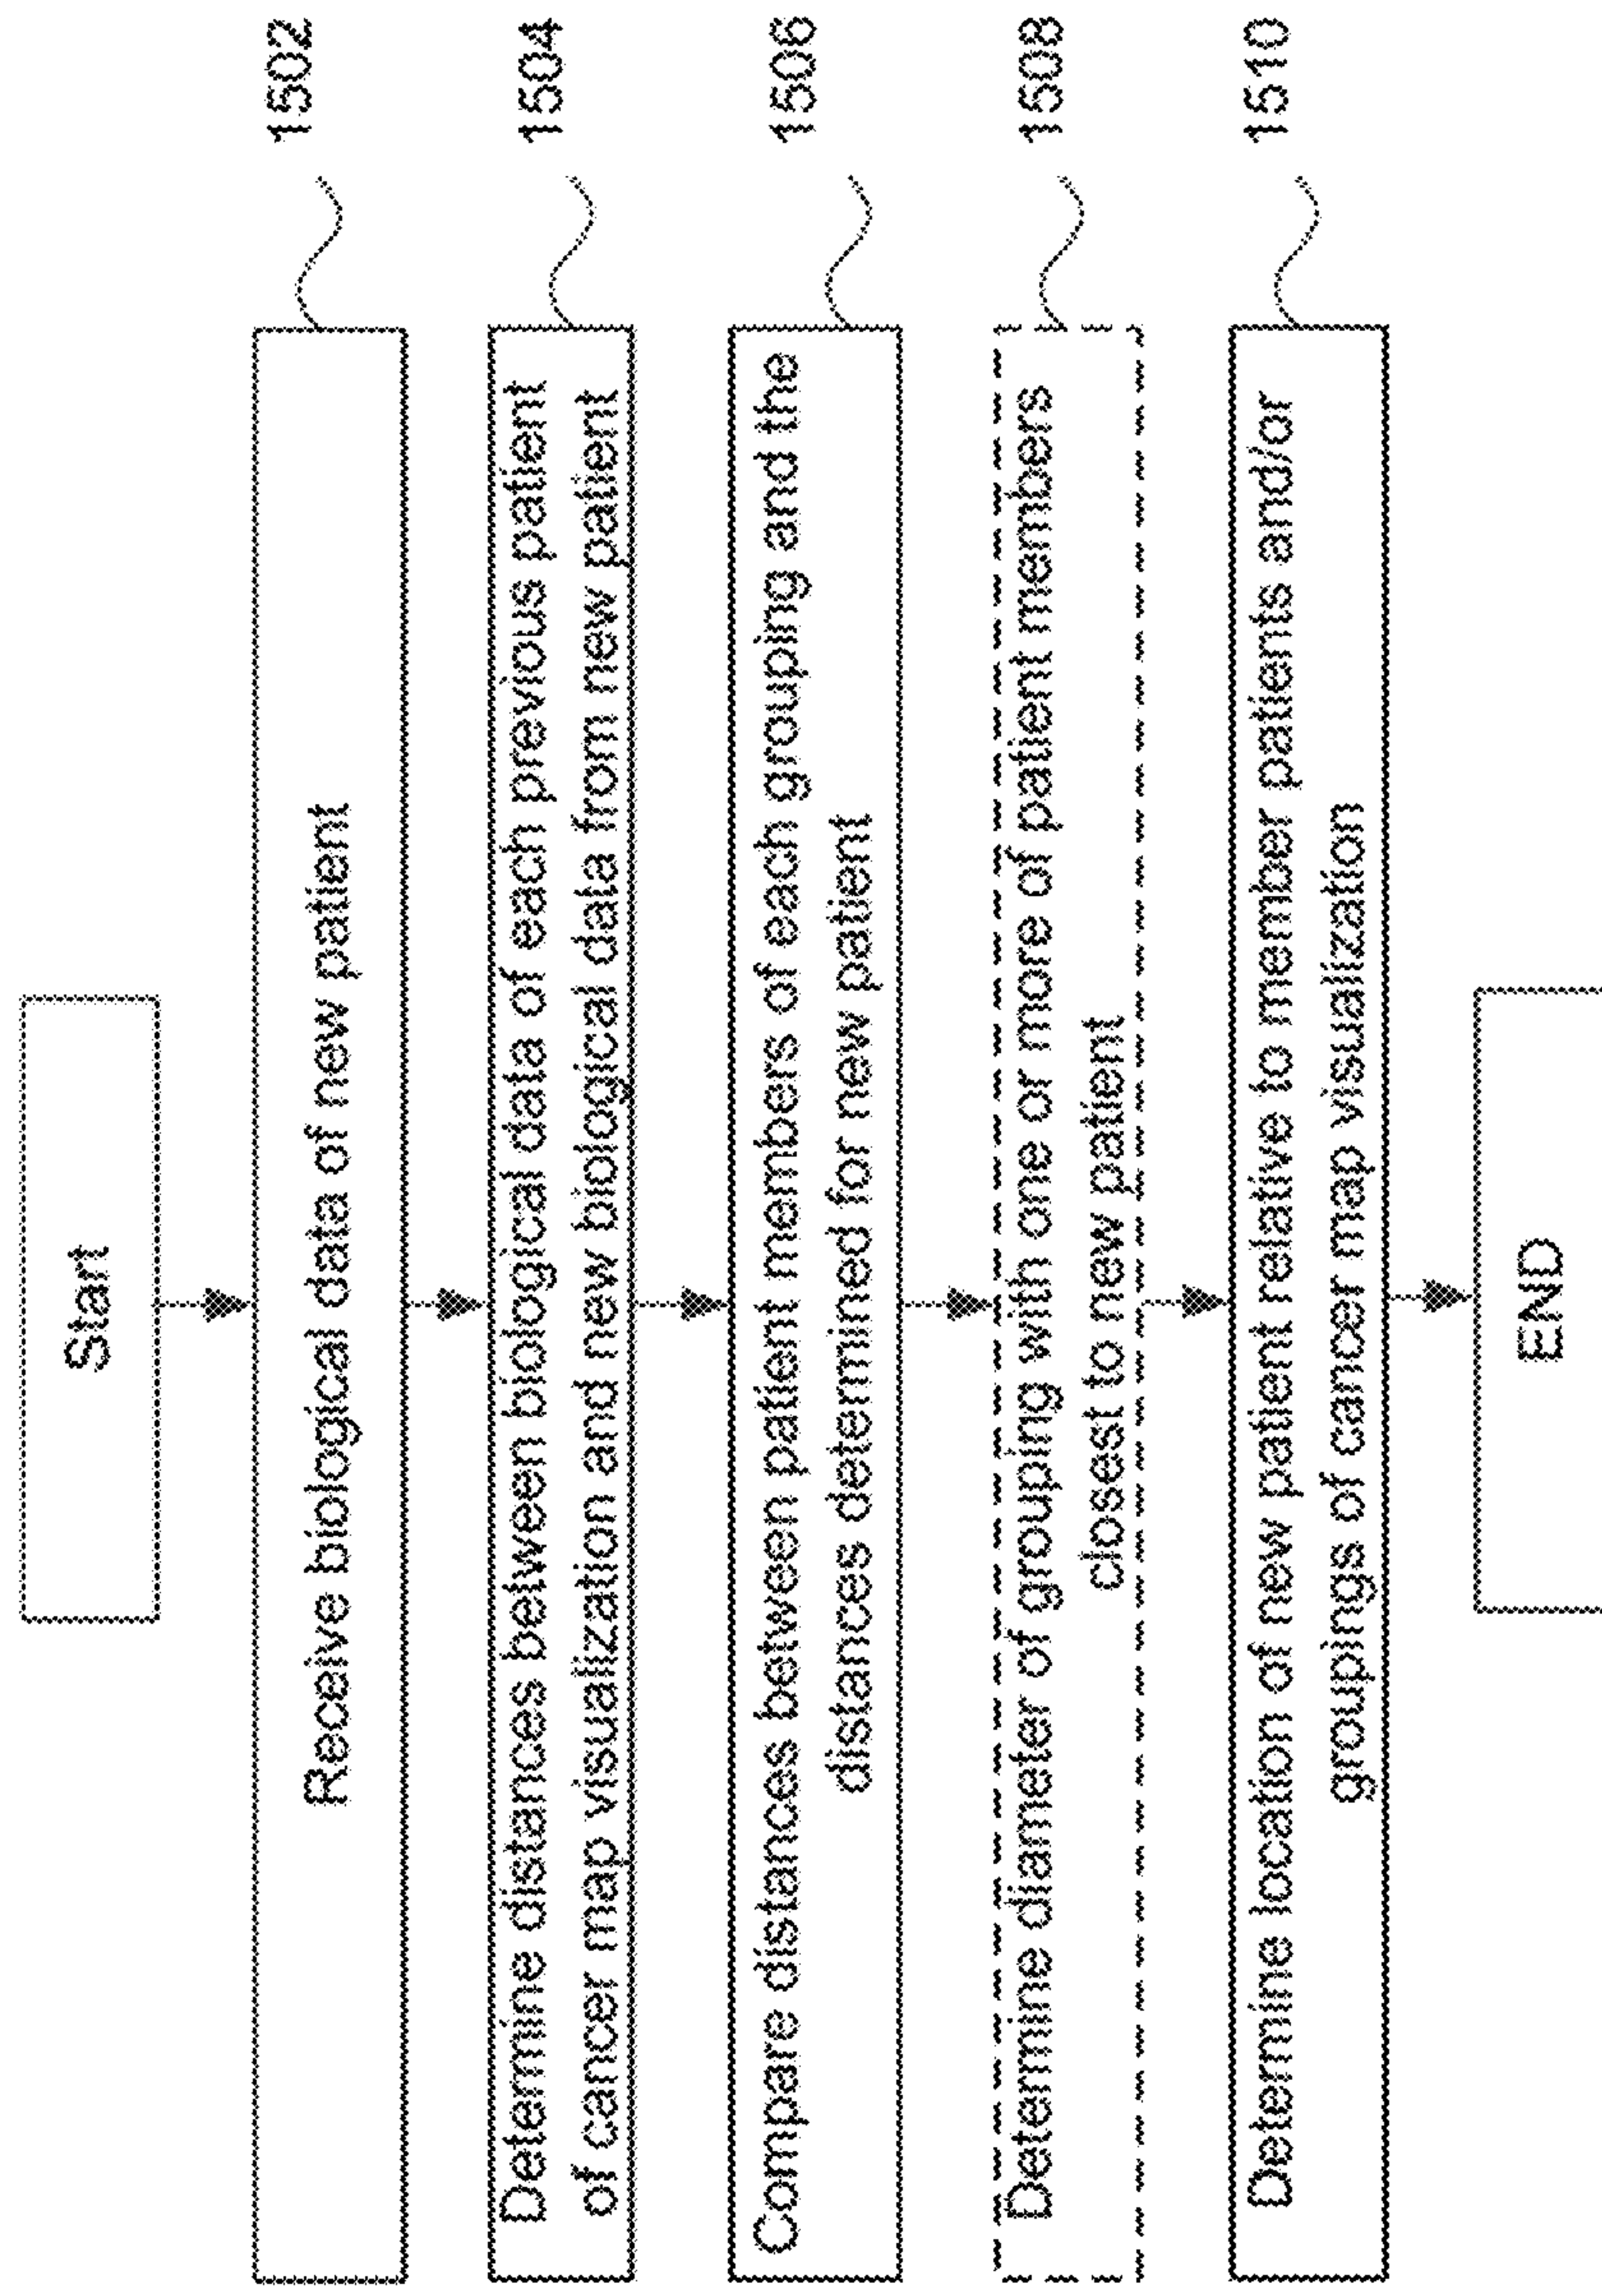 Start
Receive biological data of new patient
1502
Determine distances between biological data of each previous patient
of cancer map visualization and new biological data from new patient
1504
Compare distances between patient members of each grouping and the
distances determined for new patient
1506
Determine diameter of grouping with one or more of patient members
closest to new patient
1508
Determine location of new patient relative to member patients and/or
groupings of cancer map visualization
1510
END